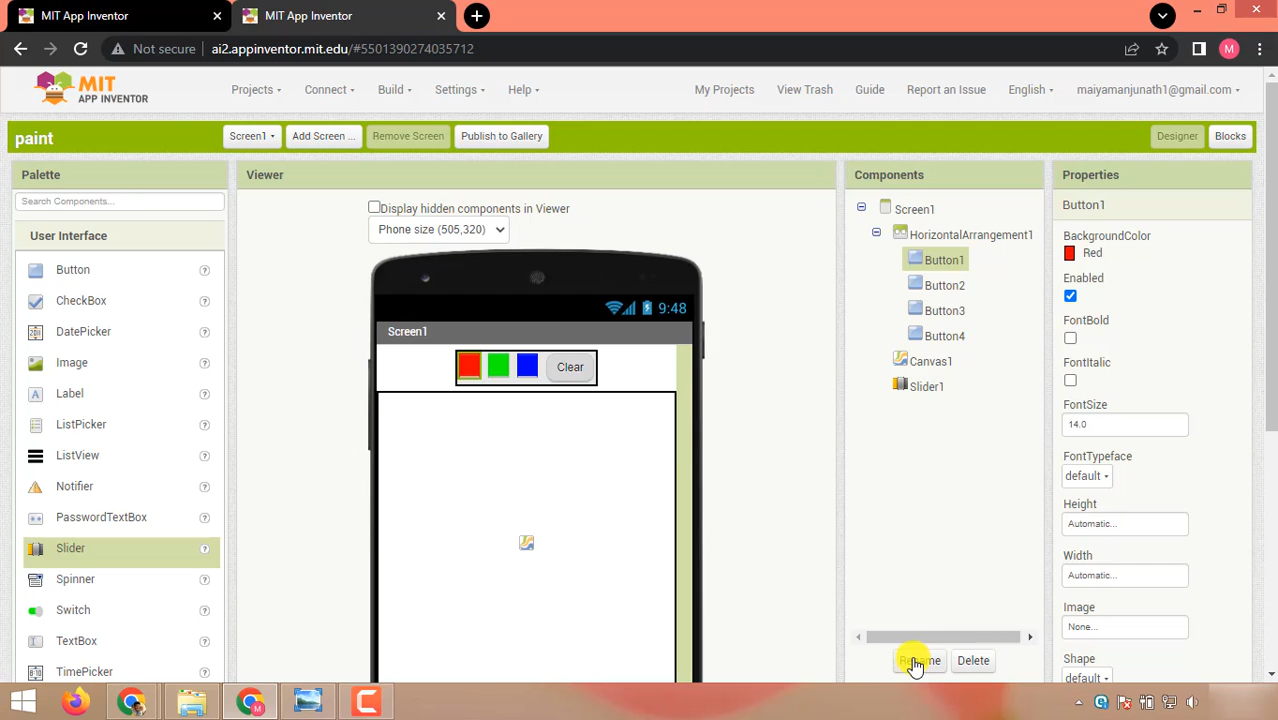 MIT App Inventor
MIT App Inventor
Not secure
ai2.appinventor.mit.edu/#5501390274035712
M
MIT
APP INVENTOR
Projects
Connect
Build
Settings
Help
My Projects
View Trash
Guide
Report an Issue
English
maiyamanjunath1@gmail.com
paint
Screen1
Add Screen ...
Remove Screen
Publish to Gallery
Designer
Blocks
Palette
Search Components...
User Interface
Button
CheckBox
DatePicker
Image
Label
ListPicker
ListView
Notifier
PasswordTextBox
Slider
Spinner
Switch
TextBox
TimePicker
Viewer
Display hidden components in Viewer
Phone size (505,320)
9:48
Screen1
Clear
Components
Screen1
HorizontalArrangement1
Button1
Button2
Button3
Button4
Canvas1
Slider1
Rename
Delete
Properties
Button1
BackgroundColor
Red
Enabled
FontBold
FontItalic
FontSize
14.0
FontTypeface
default
Height
Automatic...
Width
Automatic...
Image
None...
Shape
default